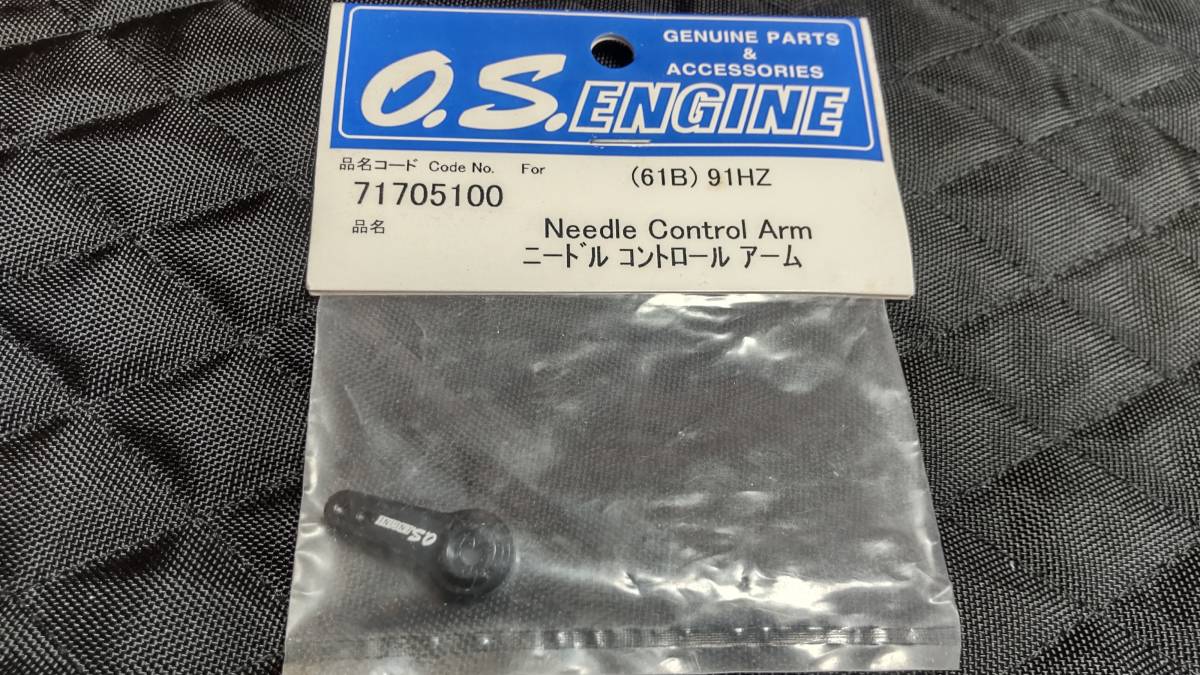 GENUINE PARTS
&
ACCESSORIES
O.S.ENGINE
品名コード Code No. For (61B) 91HZ
71705100
品名 Needle Control Arm
ニードル コントロール アーム
O.S.ENGINE